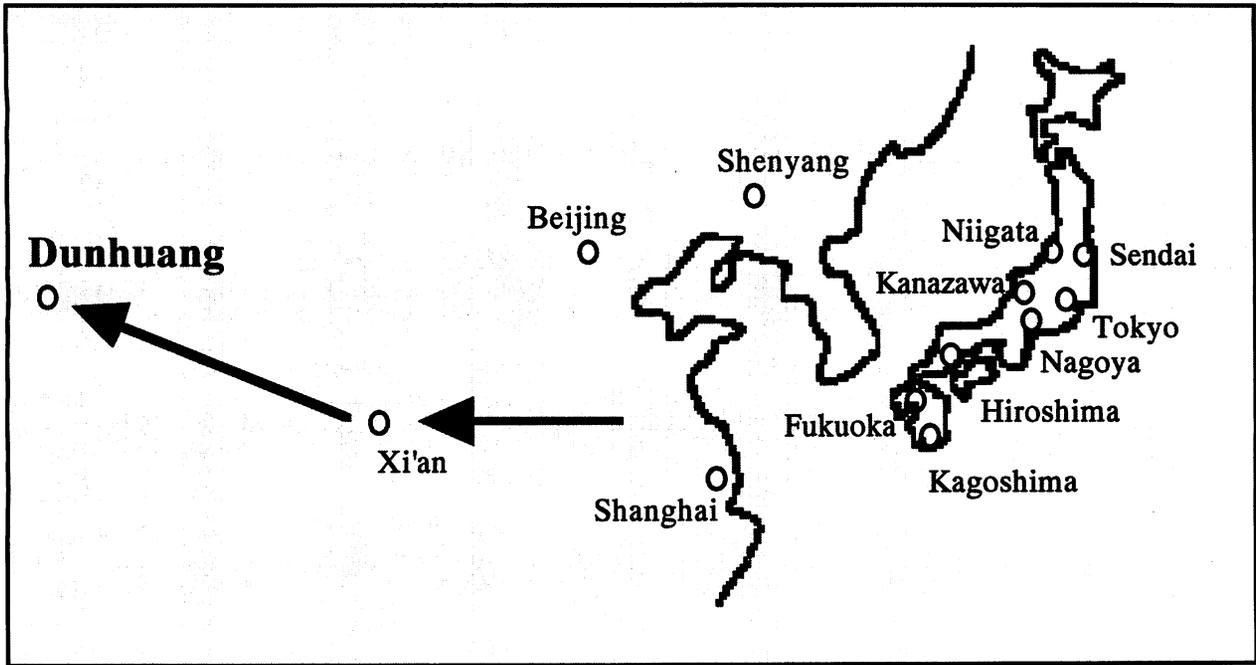 Shenyang
Beijing
Dunhuang
Niigata
Sendai
Kanazawa
Tokyo
Nagoya
Hiroshima
Fukuoka
Xi'an
Kagoshima
Shanghai